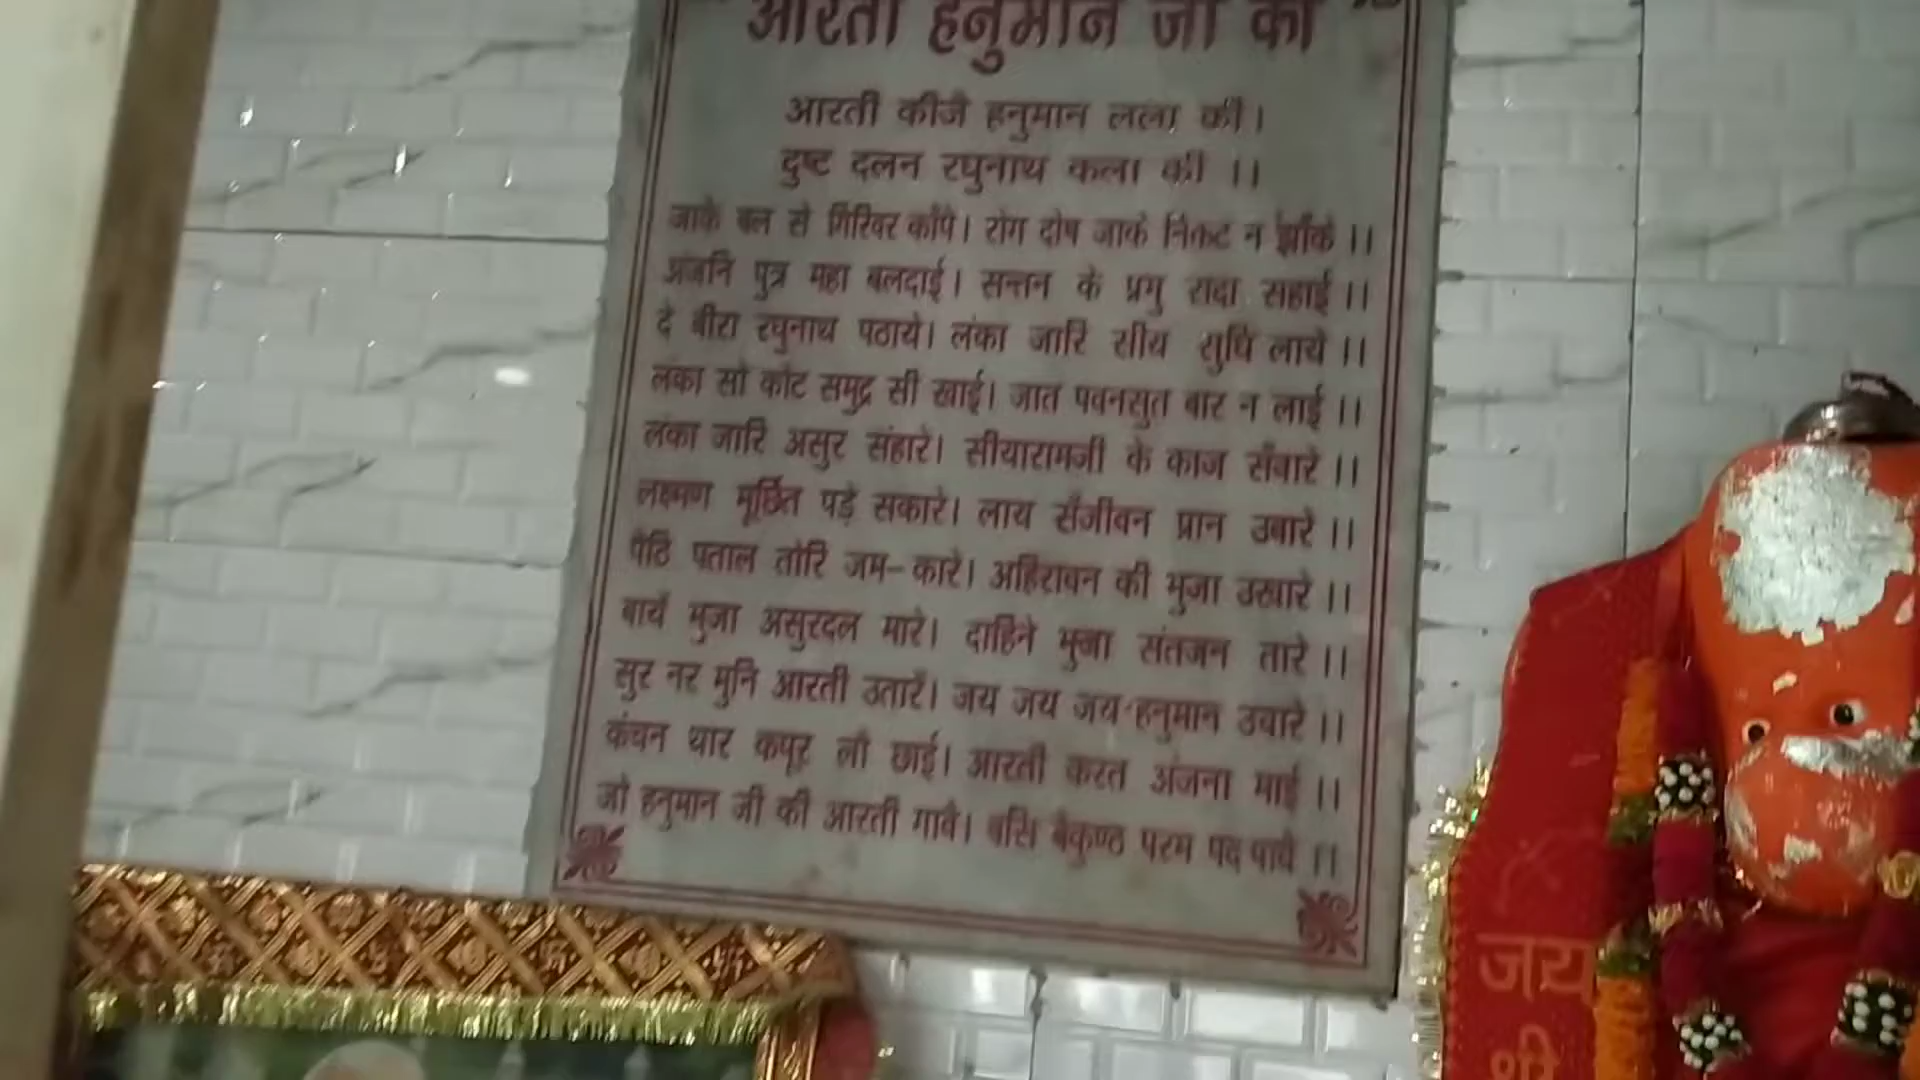 आरती हनुमान जी की
आरती कीजै हनुमान लला की।
दुष्ट दलन रघुनाथ कला की ।।
जाके बल से गिरिवर काँपे। रोग दोष जाके निकट न झाँके ।।
अंजनि पुत्र महा बलदाई। सन्तन के प्रभु सदा सहाई ।।
दे बीरा रघुनाथ पठाये। लंका जारि सीय सुधि लाये ।।
लंका सो कोट समुद्र सी खाई। जात पवनसुत बार न लाई ।।
लंका जारि असुर संहारे। सीयारामजी के काज सँवारे ।।
लक्ष्मण मूर्छित पड़े सकारे। लाय सँजीवन प्रान उबारे ।।
पैठि पताल तोरि जम-कारे। अहिरावन की भुजा उखारे ।।
बायें भुजा असुरदल मारे। दाहिने भुजा संतजन तारे ।।
सुर नर मुनि आरती उतारें। जय जय जय हनुमान उचारे ।।
कंचन थार कपूर लौ छाई। आरती करत अंजना माई ।।
जो हनुमान जी की आरती गावै। बसि बैकुण्ठ परम पद पावै ।।
जय
श्री